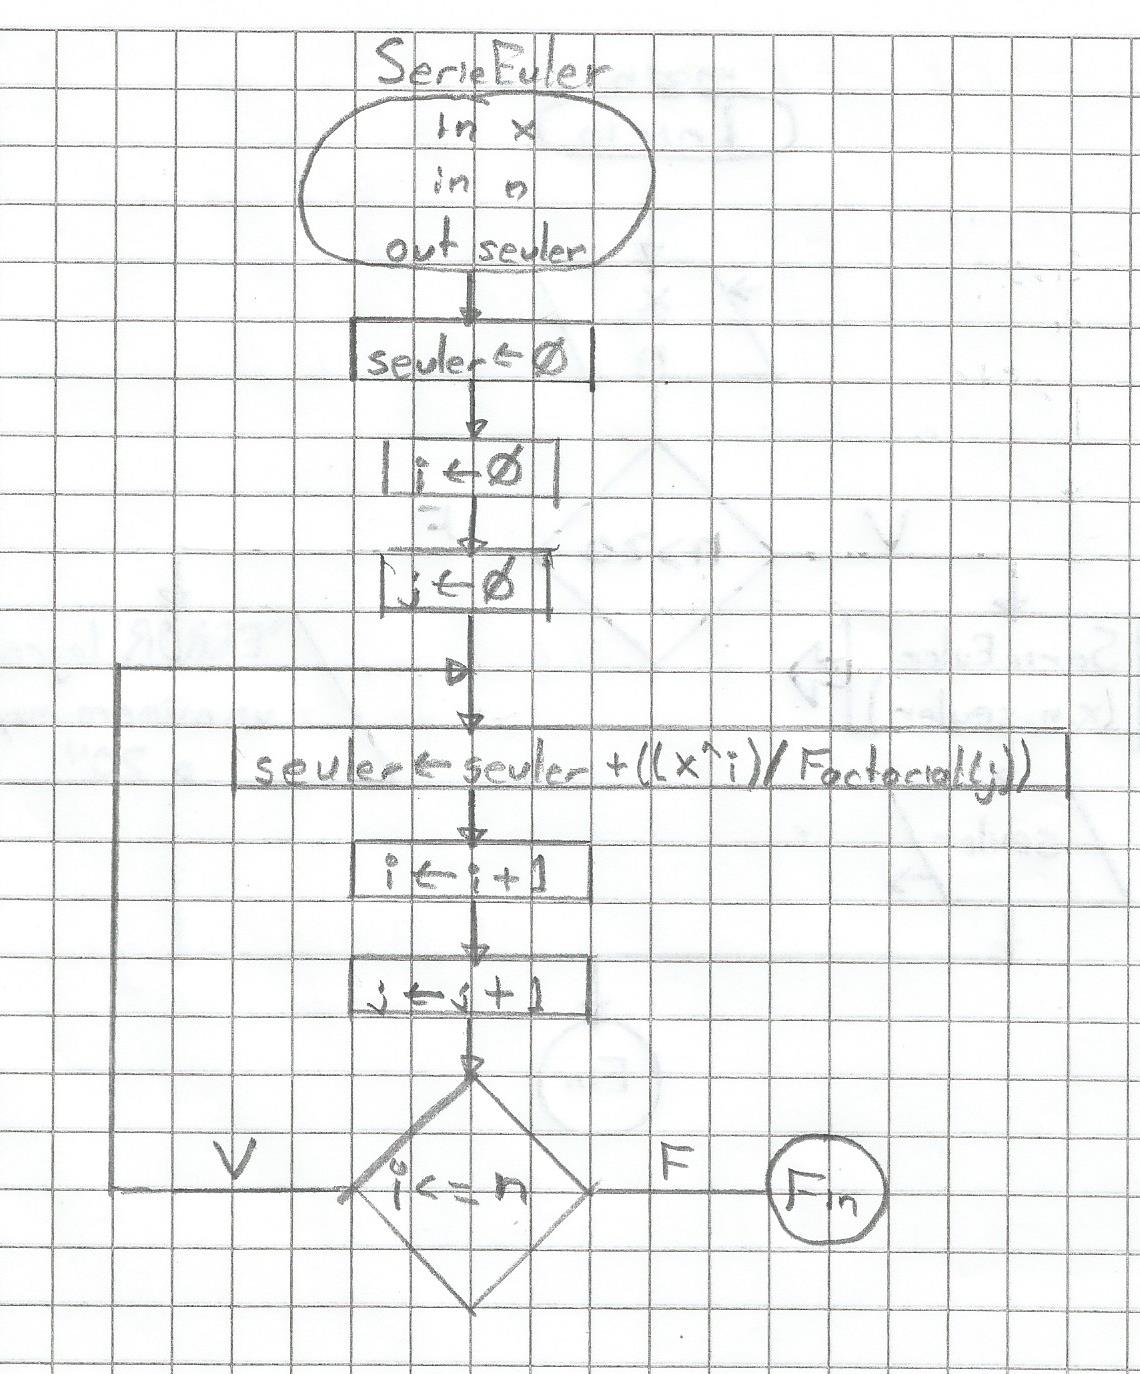 SerieEuler
in x
in n
out seuler
seuler ← Ø
i ← Ø
j ← Ø
seuler ← seuler + ((x^i) / Factorial(j))
i ← i + 1
j ← j + 1
i <= n
V
F
Fin